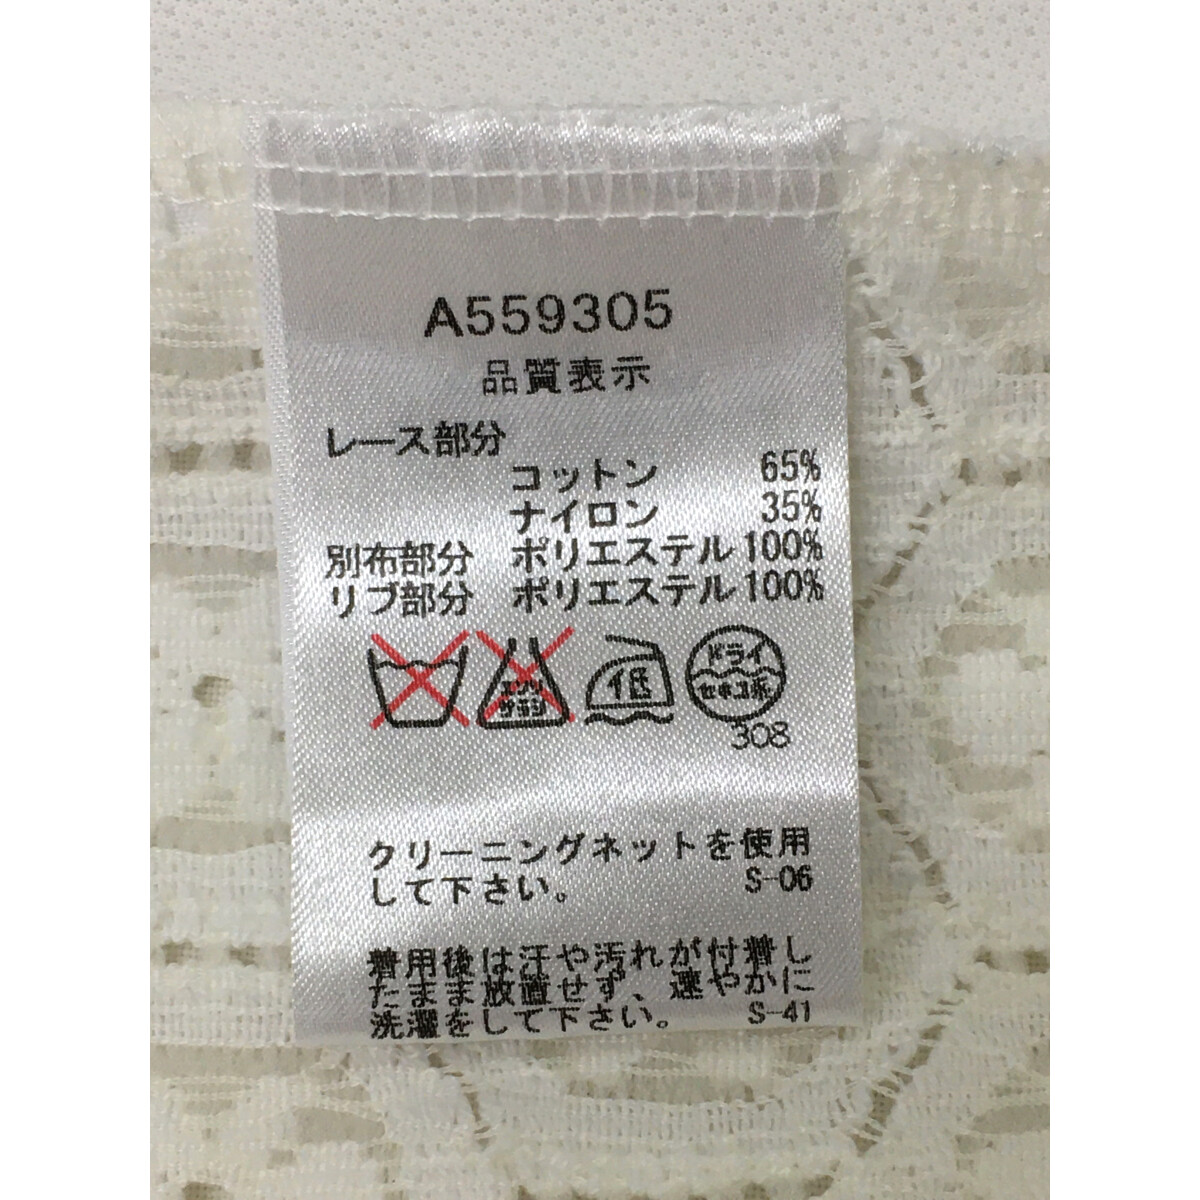 A559305
品質表示
レース部分
コットン 65%
ナイロン 35%
別布部分 ポリエステル 100%
リブ部分 ポリエステル 100%
エンソ
サラシ
低
ドライ
セキユ系
308
クリーニングネットを使用
して下さい。 S-06
着用後は汗や汚れが付着し
たまま放置せず、速やかに
洗濯をして下さい。 S-41